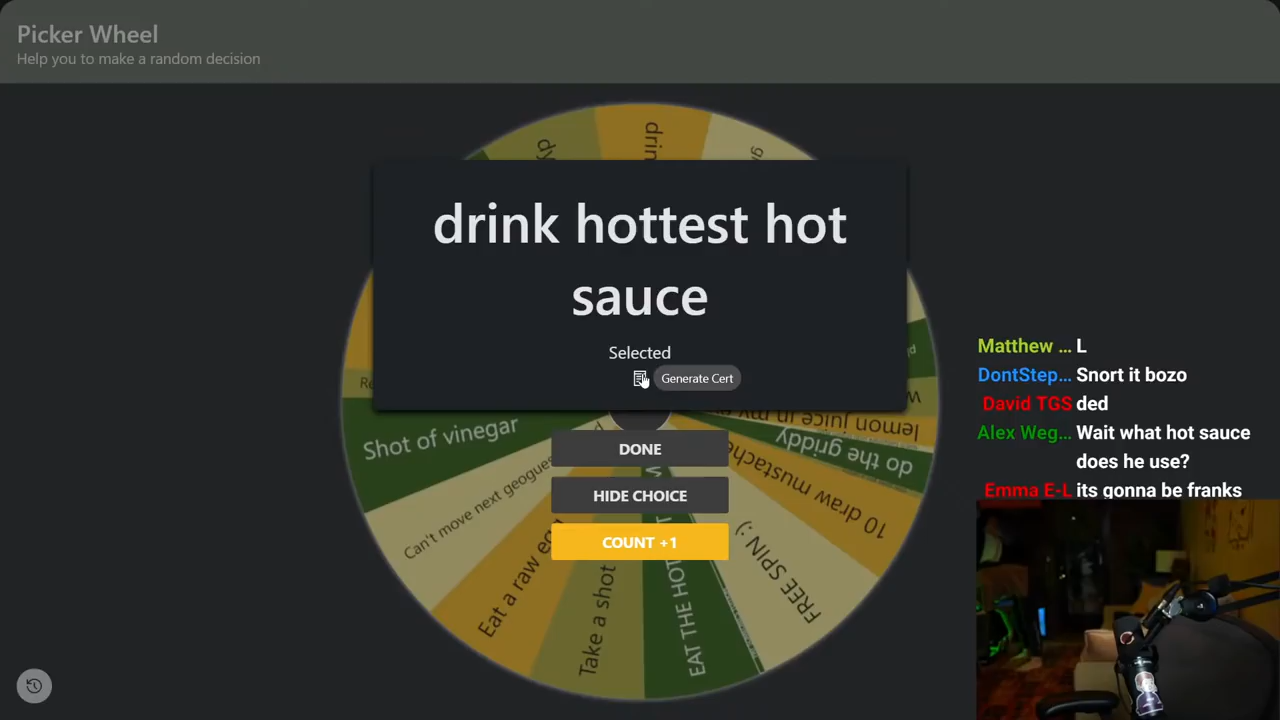 Picker Wheel
Help you to make a random decision
dy
drin
drink hottest hot
sauce
Selected
Generate Cert
DONE
HIDE CHOICE
COUNT +1
Shot of vinegar
Can't move next geogue
Eat a raw eg
Take a shot
EAT THE HOT
FREE SPIN ;)
10 draw mustache
do the griddy
lemon juice in my
Matthew … L
DontStep… Snort it bozo
David TGS ded
Alex Weg… Wait what hot sauce
does he use?
Emma E-L its gonna be franks